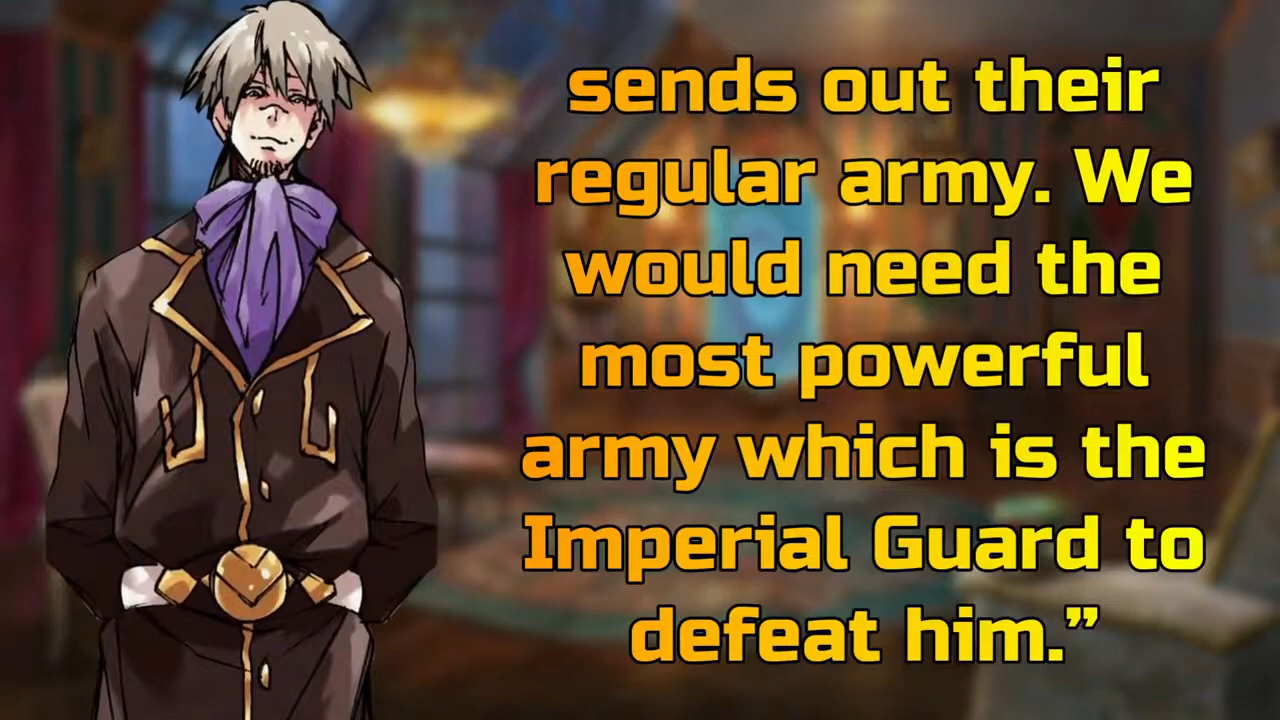 sends out their
regular army. We
would need the
most powerful
army which is the
Imperial Guard to
defeat him.”